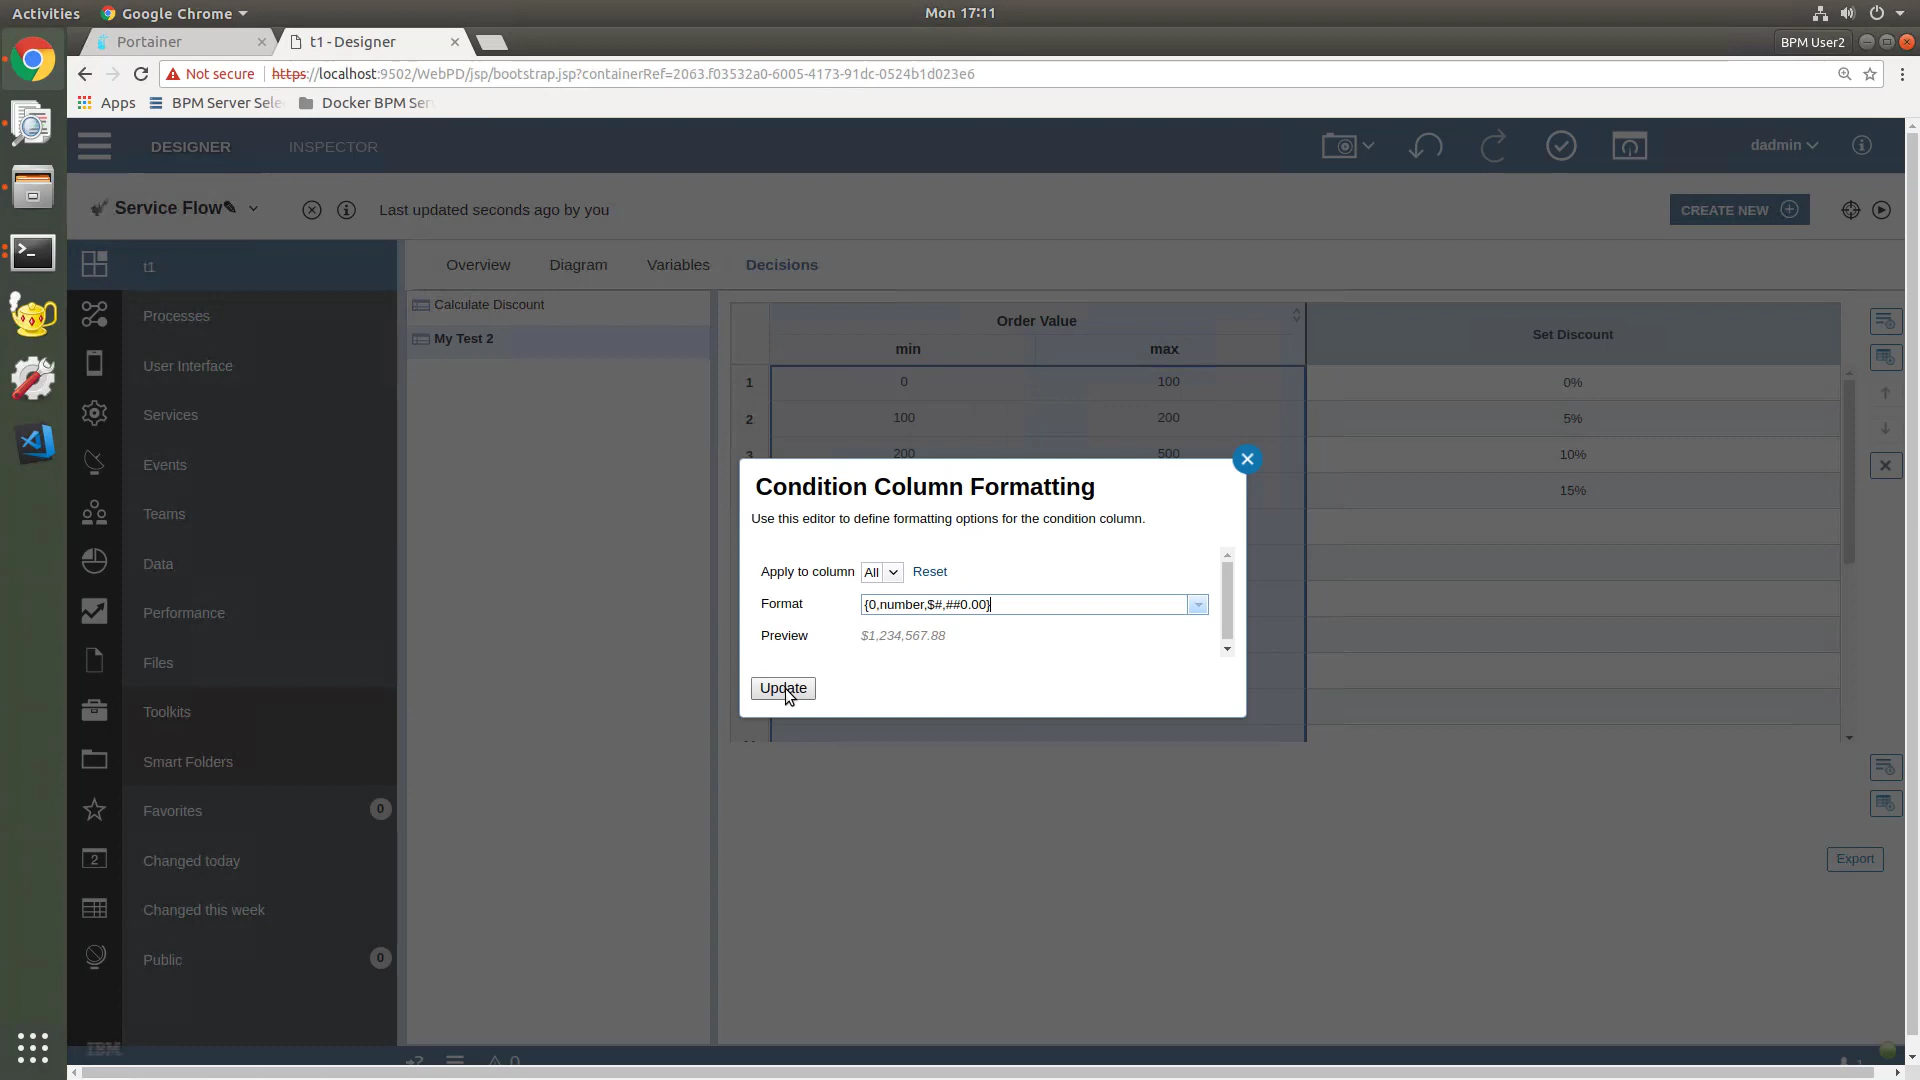 Activities
Google Chrome
Mon 17:11
Portainer
t1 - Designer
BPM User2
Not secure
https://localhost:9502/WebPD/jsp/bootstrap.jsp?containerRef=2063.f03532a0-6005-4173-91dc-0524b1d023e6
Apps
BPM Server Sele
Docker BPM Ser
DESIGNER
INSPECTOR
dadmin
Service Flow
Last updated seconds ago by you
CREATE NEW
t1
Processes
User Interface
Services
Events
Teams
Data
Performance
Files
Toolkits
Smart Folders
Favorites 0
Changed today
2
Changed this week
Public 0
IBM
Overview Diagram Variables Decisions
Calculate Discount
My Test 2
Order Value
Set Discount
min max
1 0 100 0%
2 100 200 5%
3 200 500 10%
15%
Condition Column Formatting
Use this editor to define formatting options for the condition column.
Apply to column All Reset
Format {0,number,$#,##0.00}
Preview $1,234,567.88
Update
Export
0